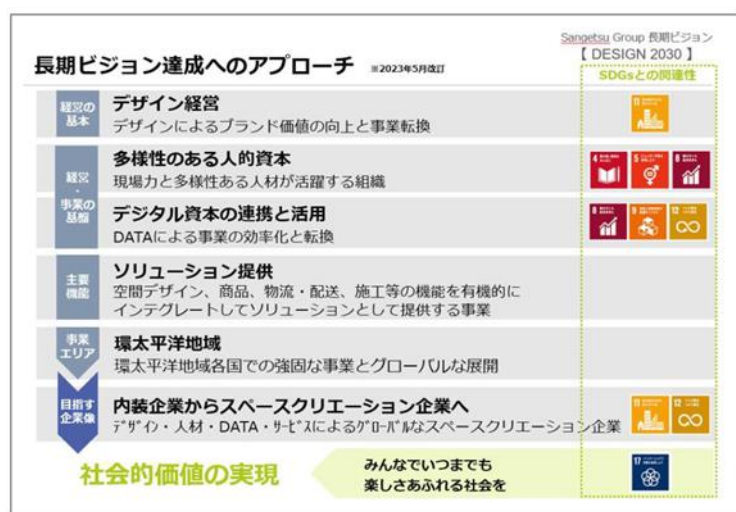 Sangetsu Group 長期ビジョン
【 DESIGN 2030 】
長期ビジョン達成へのアプローチ ※2023年5月改訂
SDGsとの関連性
経営の
基本
デザイン経営
デザインによるブランド価値の向上と事業転換
11
経営
・
事業の
基盤
多様性のある人的資本
現場力と多様性ある人材が活躍する組織
4
5
8
デジタル資本の連携と活用
DATAによる事業の効率化と転換
8
9
12
主要
機能
ソリューション提供
空間デザイン、商品、物流・配送、施工等の機能を有機的に
インテグレートしてソリューションとして提供する事業
事業
エリア
環太平洋地域
環太平洋地域各国での強固な事業とグローバルな展開
目指す
企業像
内装企業からスペースクリエーション企業へ
ﾃﾞｻﾞｲﾝ・人材・DATA・ｻｰﾋﾞｽによるｸﾞﾛｰﾊﾞﾙなスペースクリエーション企業
11
12
社会的価値の実現
みんなでいつまでも
楽しさあふれる社会を
17